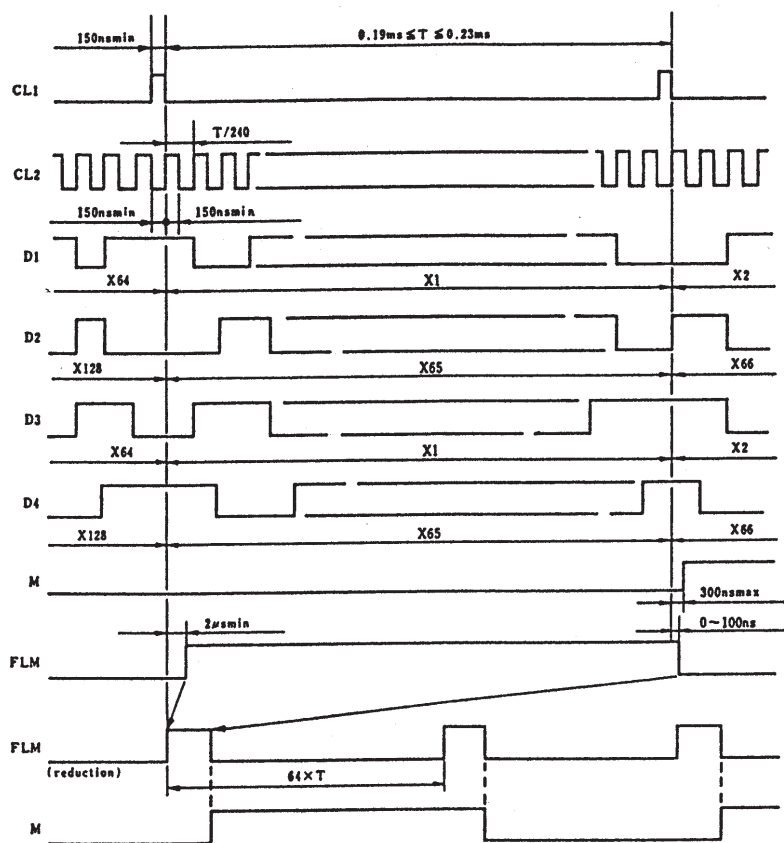 150nsmin
0.19ms≦T≦0.23ms
CL1
T/240
CL2
150nsmin 150nsmin
D1
X64 X1 X2
D2
X128 X65 X66
D3
X64 X1 X2
D4
X128 X65 X66
M
300nsmax
2μsmin
0~100ns
FLM
FLM
(reduction)
64×T
M